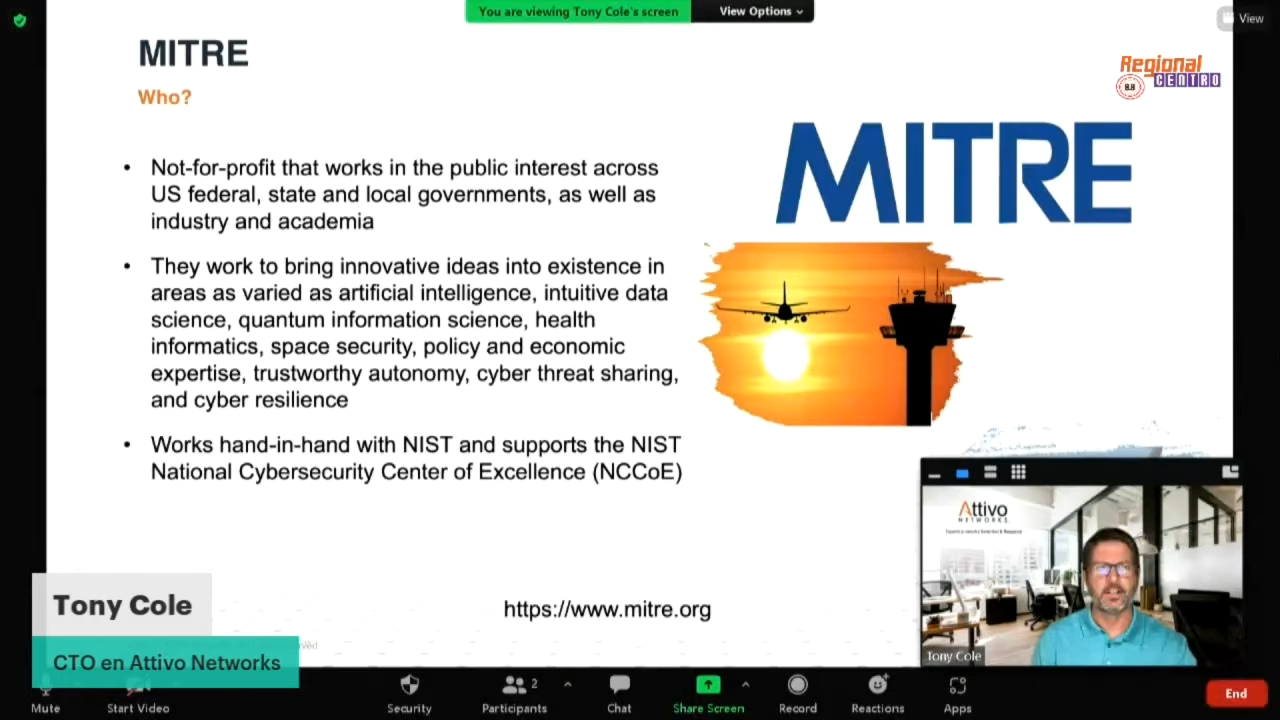 You are viewing Tony Cole's screen
View Options
View
MITRE
Who?
Regional
8.8
CENTRO
MITRE
• Not-for-profit that works in the public interest across
US federal, state and local governments, as well as
industry and academia
• They work to bring innovative ideas into existence in
areas as varied as artificial intelligence, intuitive data
science, quantum information science, health
informatics, space security, policy and economic
expertise, trustworthy autonomy, cyber threat sharing,
and cyber resilience
• Works hand-in-hand with NIST and supports the NIST
National Cybersecurity Center of Excellence (NCCoE)
https://www.mitre.org
Attivo
NETWORKS
Tony Cole
Tony Cole
CTO en Attivo Networks
Mute
Start Video
Security
Participants
2
Chat
Share Screen
Record
Reactions
Apps
End